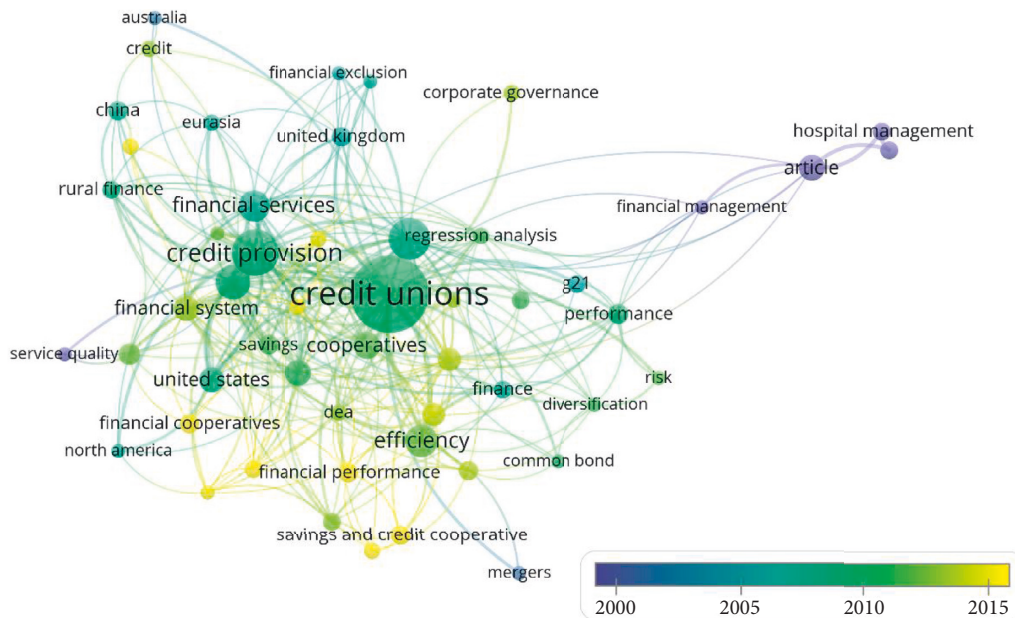 australia
credit
financial exclusion
corporate governance
china
eurasia
united kingdom
hospital management
article
rural finance
financial services
financial management
regression analysis
credit provision
credit unions
g21
financial system
performance
savings
cooperatives
service quality
united states
finance
risk
dea
diversification
financial cooperatives
efficiency
north america
common bond
financial performance
savings and credit cooperative
mergers
2000
2005
2010
2015